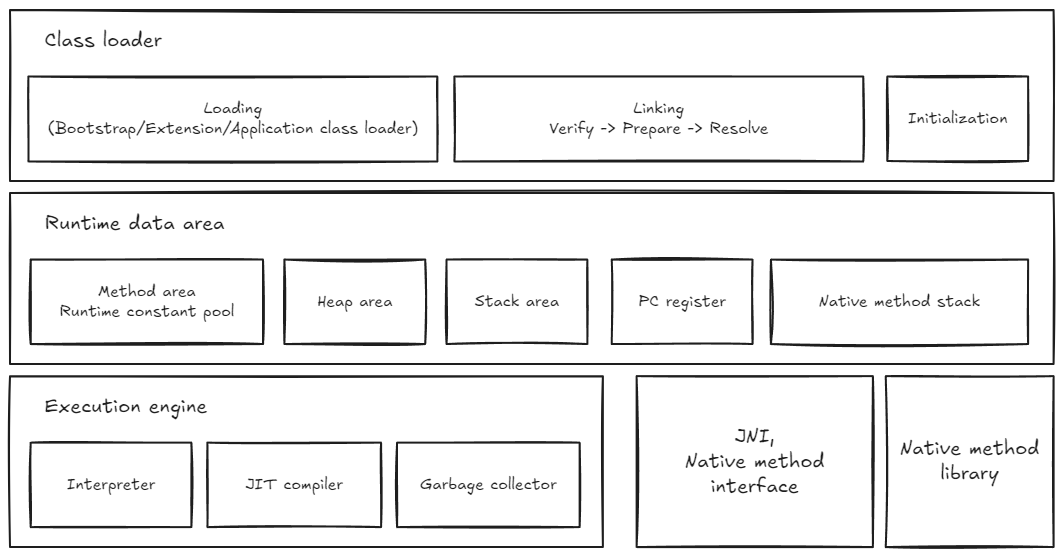 Class loader
Loading
(Bootstrap/Extension/Application class loader)
Linking
Verify -> Prepare -> Resolve
Initialization
Runtime data area
Method area
Runtime constant pool
Heap area
Stack area
PC register
Native method stack
Execution engine
Interpreter
JIT compiler
Garbage collector
JNI,
Native method
interface
Native method
library